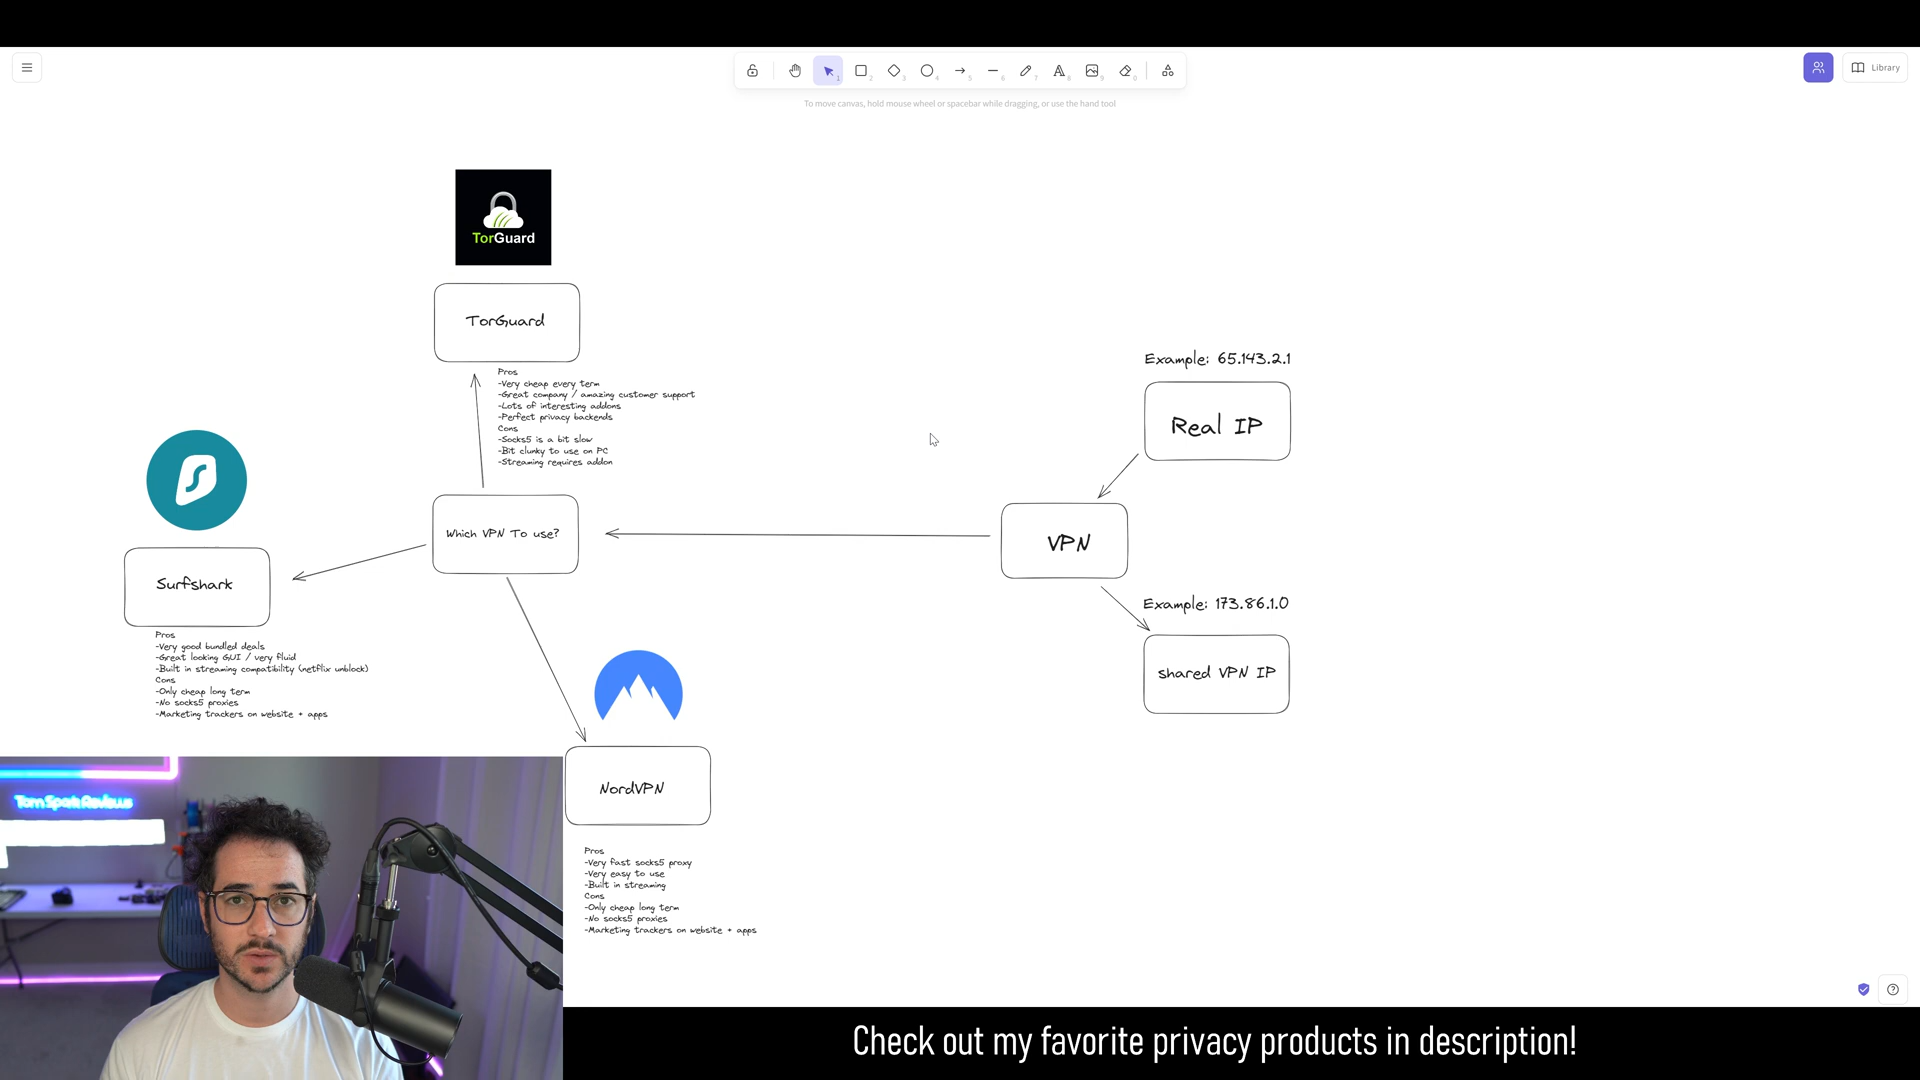 Library
To move canvas, hold mouse wheel or spacebar while dragging, or use the hand tool
TorGuard
TorGuard
Pros
-Very cheap every term
-Great company / amazing customer support
-Lots of interesting addons
-Perfect privacy backends
Cons
-Socks5 is a bit slow
-Bit clunky to use on PC
-Streaming requires addon
Example: 65.143.2.1
Real IP
Which VPN To use?
VPN
Surfshark
Pros
-Very good bundled deals
-Great looking GUI / very fluid
-Built in streaming compatibility (netflix unblock)
Cons
-Only cheap long term
-No socks5 proxies
-Marketing trackers on website + apps
Example: 173.86.1.0
shared VPN IP
NordVPN
Pros
-Very fast socks5 proxy
-Very easy to use
-Built in streaming
Cons
-Only cheap long term
-No socks5 proxies
-Marketing trackers on website + apps
Tom Spark Reviews
Check out my favorite privacy products in description!